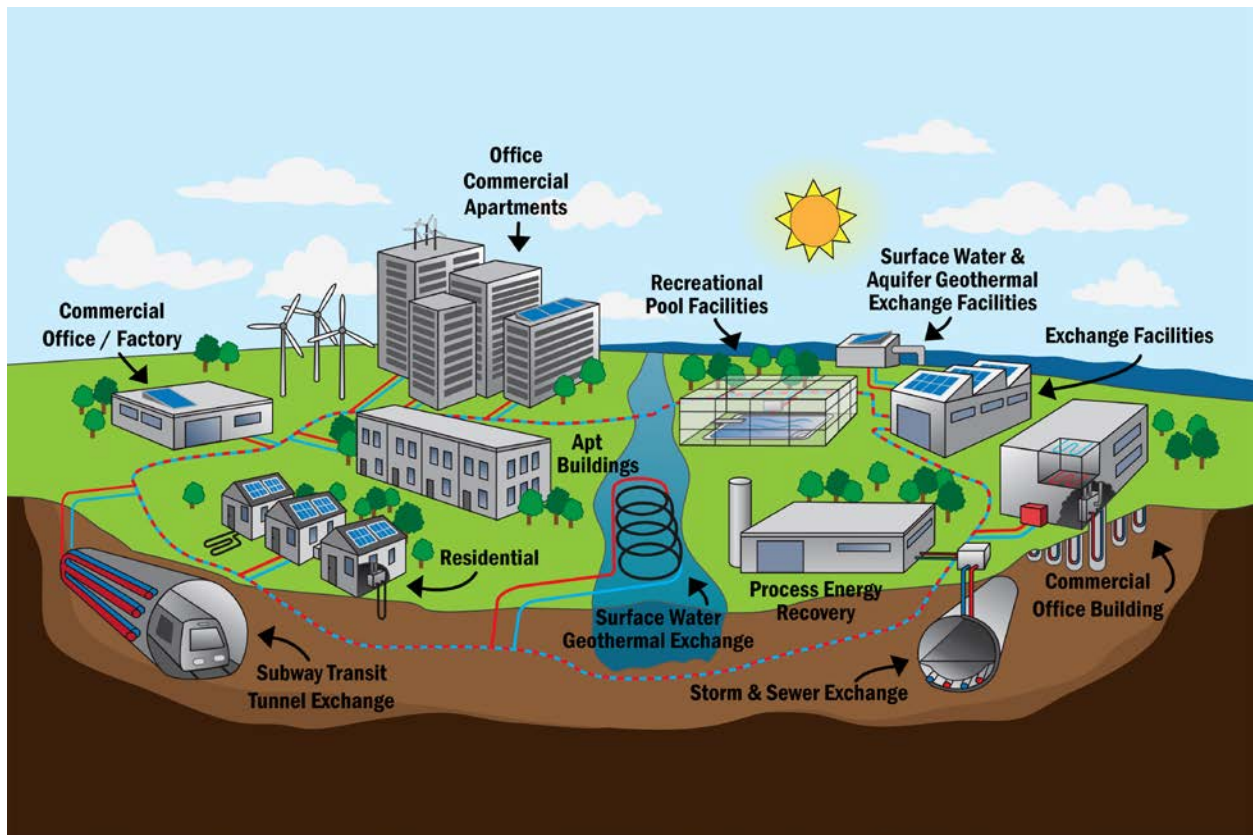 Office
Commercial
Apartments
Commercial
Office / Factory
Recreational
Pool Facilities
Surface Water &
Aquifer Geothermal
Exchange Facilities
Exchange Facilities
Apt
Buildings
Residential
Surface Water
Geothermal Exchange
Process Energy
Recovery
Commercial
Office Building
Subway Transit
Tunnel Exchange
Storm & Sewer Exchange